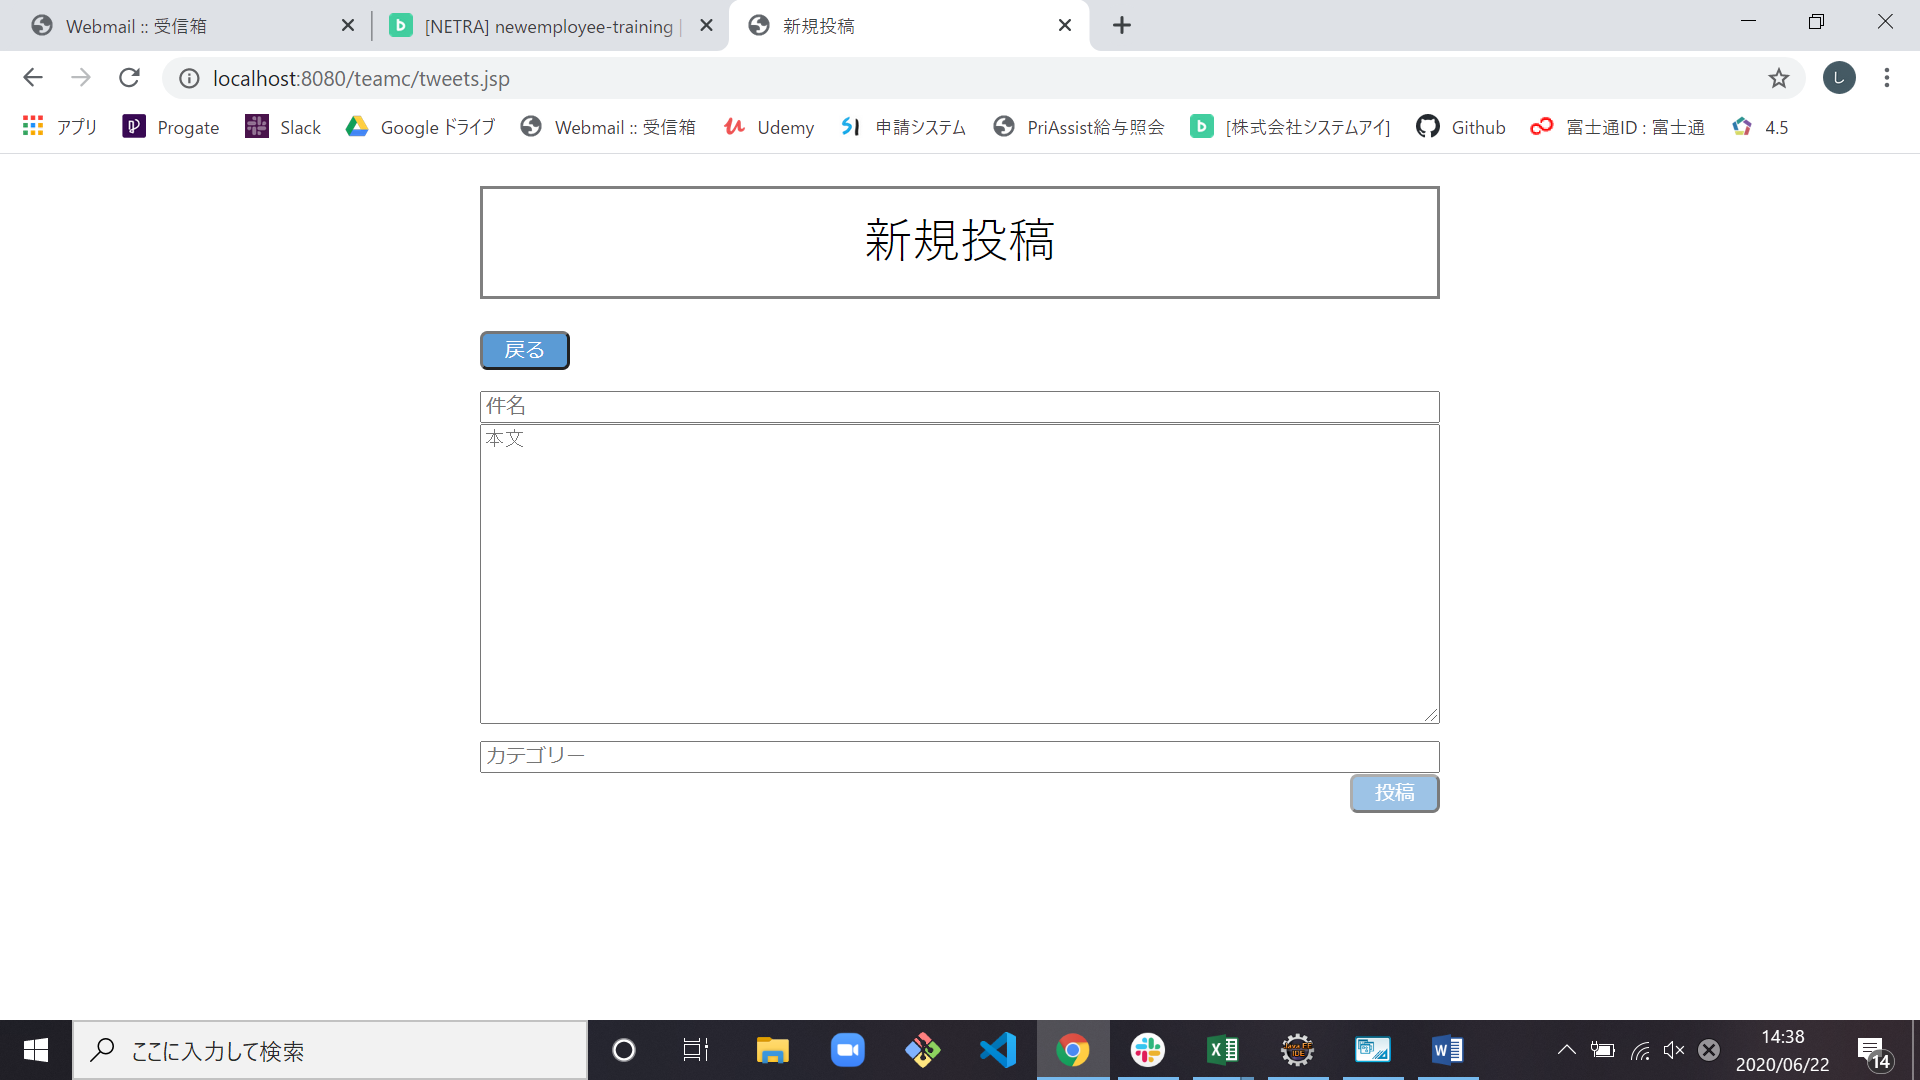 Webmail :: 受信箱
[NETRA] newemployee-training |
新規投稿
localhost:8080/teamc/tweets.jsp
し
アプリ
Progate
Slack
Google ドライブ
Webmail :: 受信箱
Udemy
申請システム
PriAssist給与照会
[株式会社システムアイ]
Github
富士通ID : 富士通
4.5
新規投稿
戻る
件名
本文
カテゴリー
投稿
ここに入力して検索
14:38
2020/06/22
14